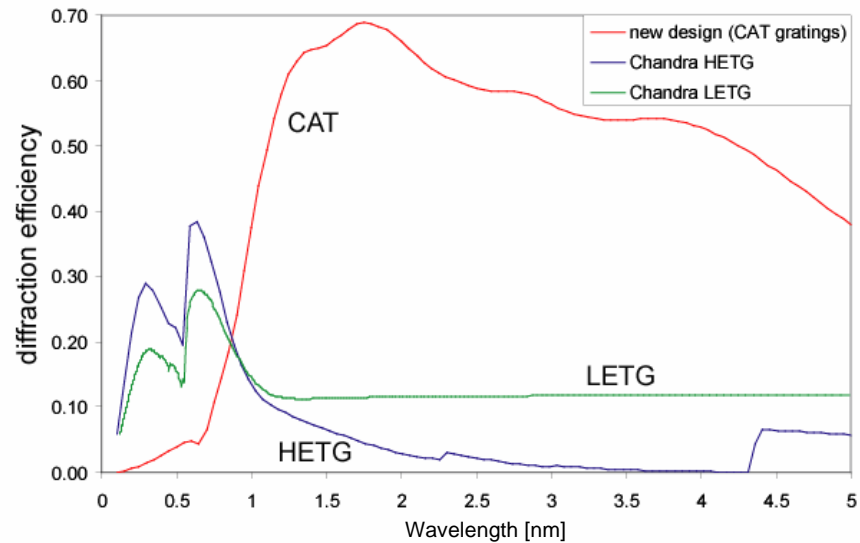 0.70
0.60
0.50
0.40
0.30
0.20
0.10
0.00
diffraction efficiency
new design (CAT gratings)
Chandra HETG
Chandra LETG
CAT
LETG
HETG
0 0.5 1 1.5 2 2.5 3 3.5 4 4.5 5
Wavelength [nm]